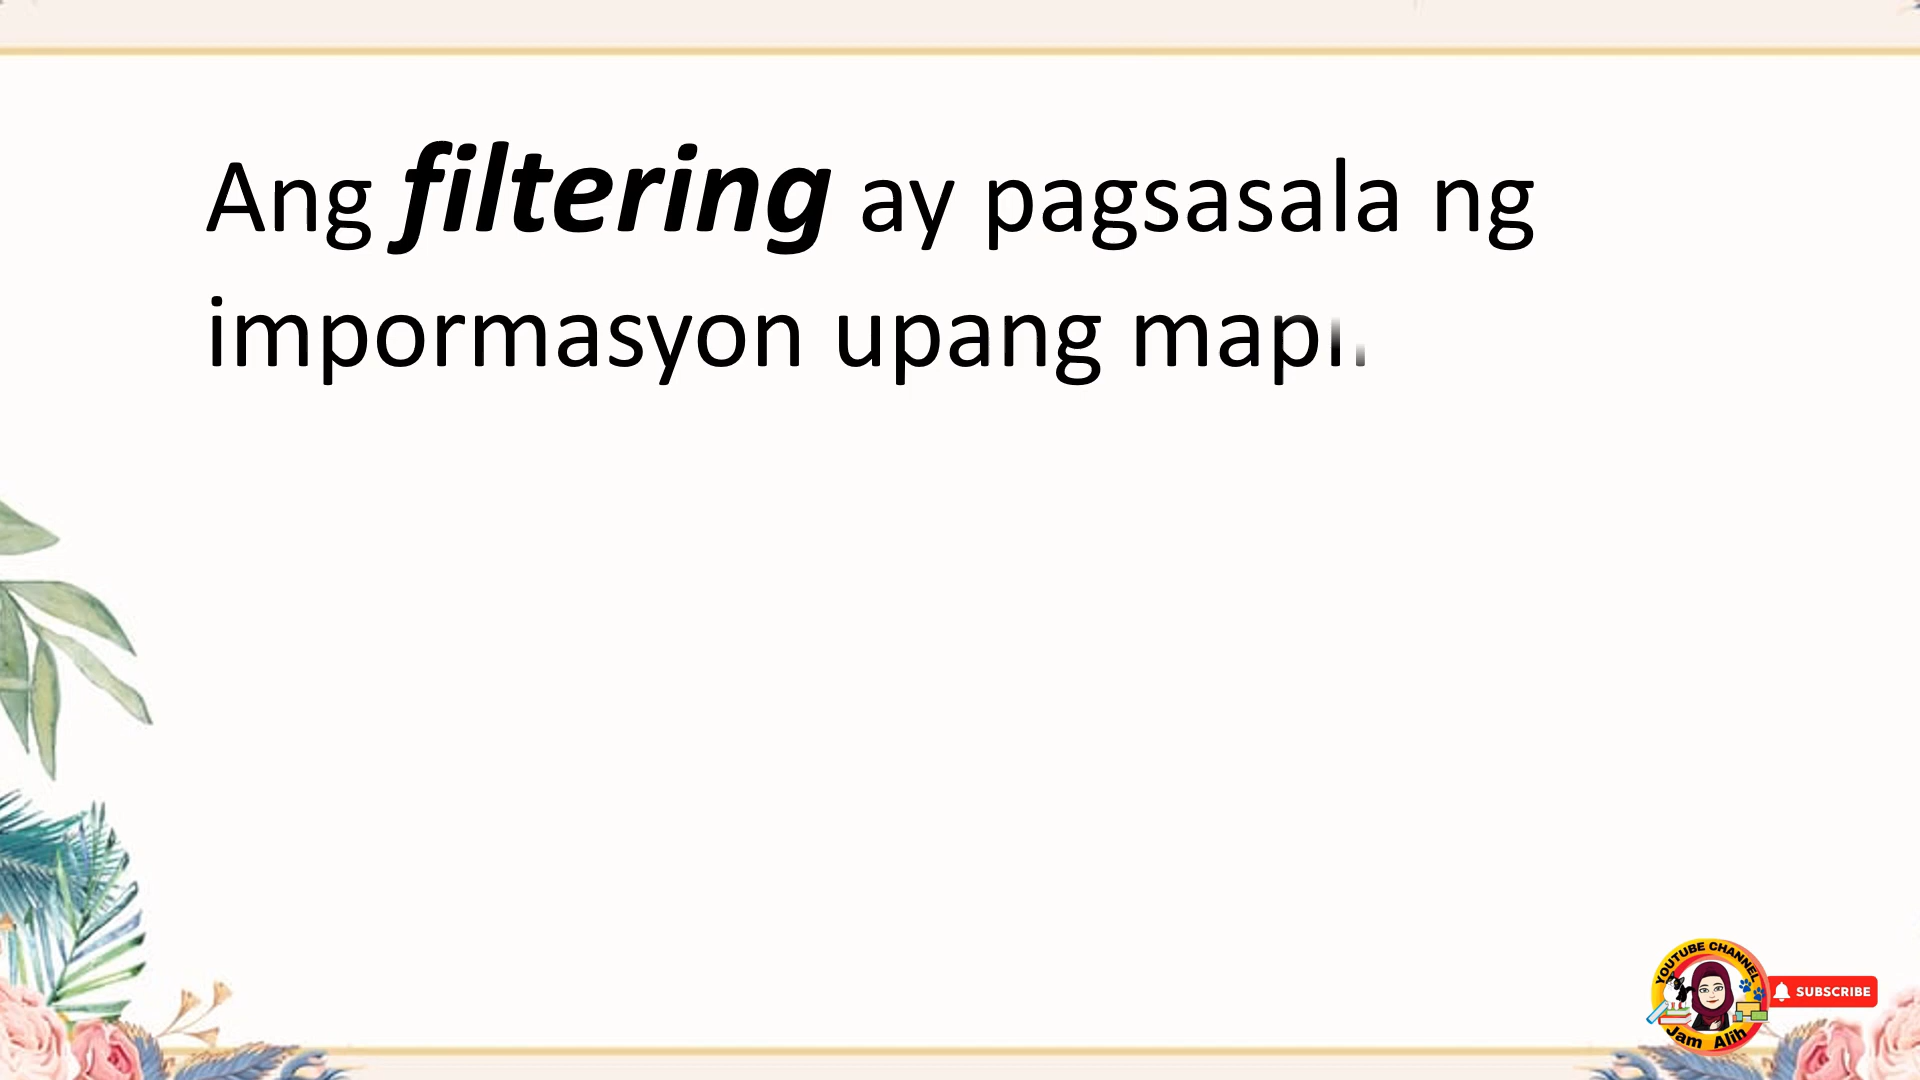 Ang filtering ay pagsasala ng
impormasyon upang
YOUTUBE CHANNEL
SUBSCRIBE
Jam Alih